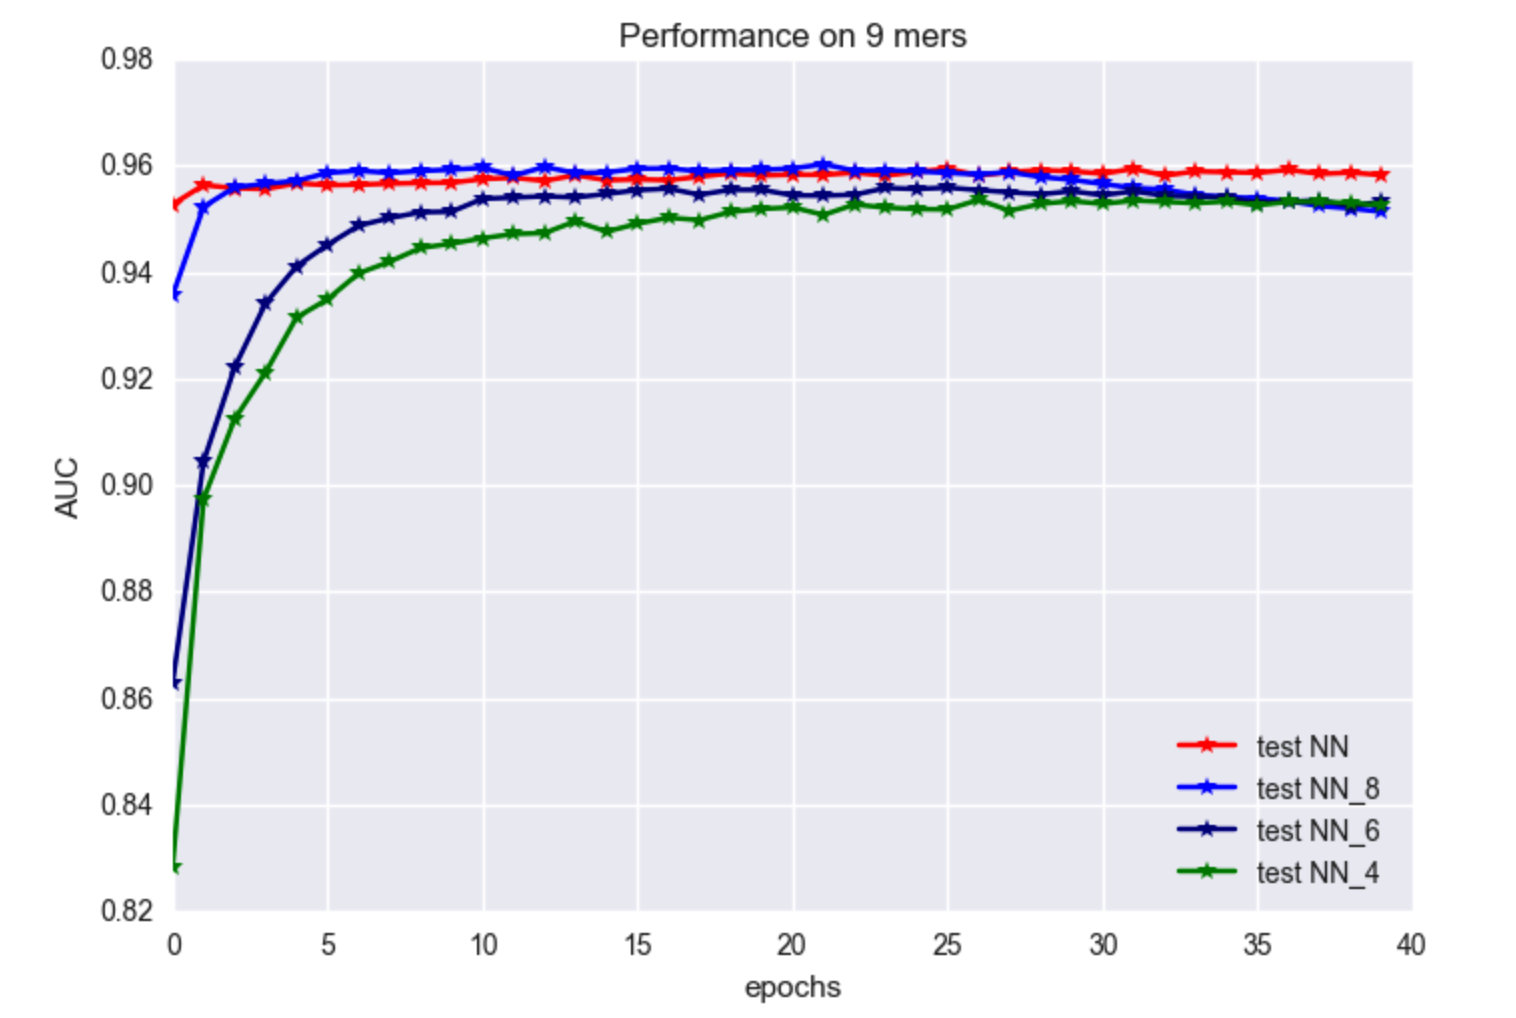 Performance on 9 mers
0.98
0.96
0.94
0.92
0.90
0.88
0.86
0.84
0.82
AUC
0 5 10 15 20 25 30 35 40
epochs
test NN
test NN_8
test NN_6
test NN_4